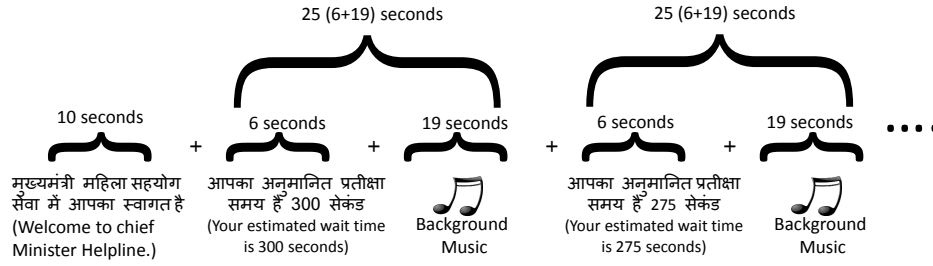 25 (6+19) seconds
25 (6+19) seconds
10 seconds
+
6 seconds
+
19 seconds
+
6 seconds
+
19 seconds
....
मुख्यमंत्री महिला सहयोग
सेवा में आपका स्वागत है
(Welcome to chief
Minister Helpline.)
आपका अनुमानित प्रतीक्षा
समय है 300 सेकंड
(Your estimated wait time
is 300 seconds)
Background
Music
आपका अनुमानित प्रतीक्षा
समय है 275 सेकंड
(Your estimated wait time
is 275 seconds)
Background
Music